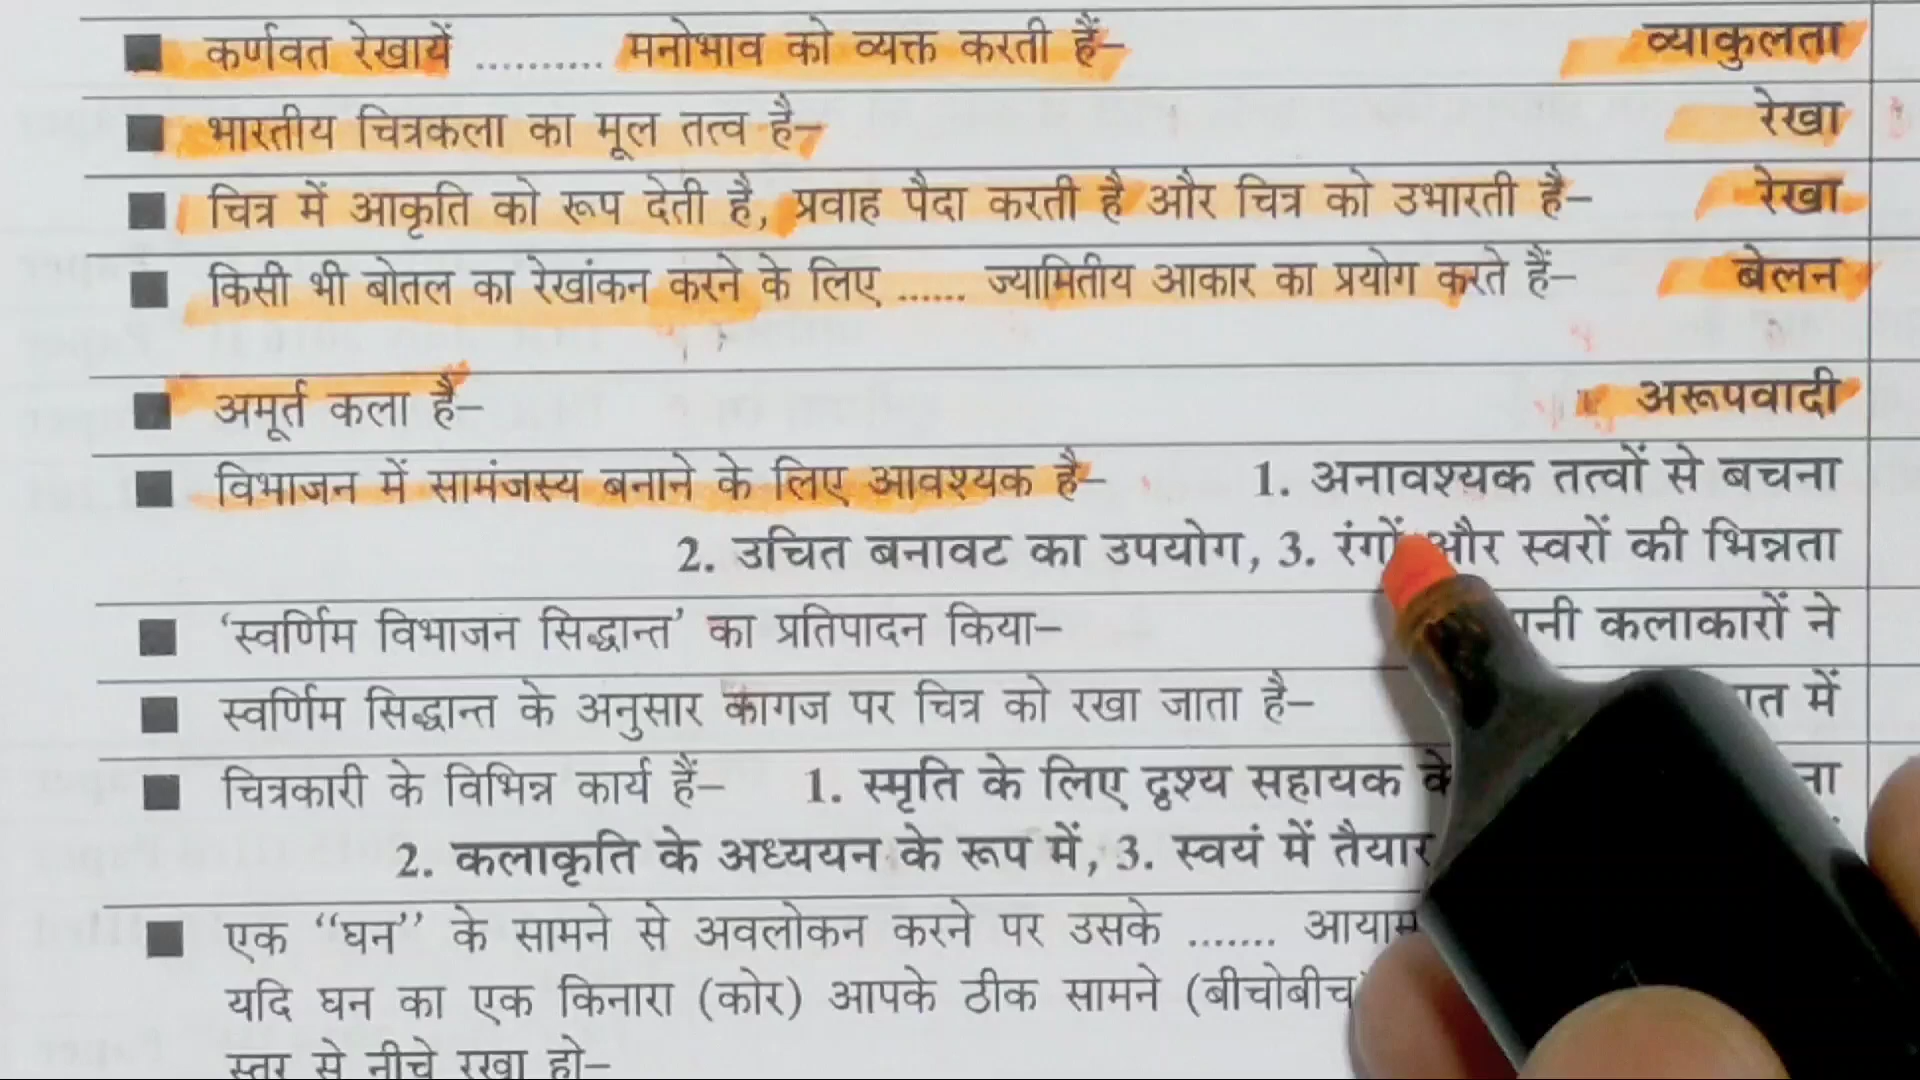 ■ कर्णवत रेखायें .......... मनोभाव को व्यक्त करती हैं– व्याकुलता
■ भारतीय चित्रकला का मूल तत्व है– रेखा
■ चित्र में आकृति को रूप देती है, प्रवाह पैदा करती है और चित्र को उभारती है– रेखा
■ किसी भी बोतल का रेखांकन करने के लिए ...... ज्यामितीय आकार का प्रयोग करते हैं– बेलन
■ अमूर्त कला है– अरूपवादी
■ विभाजन में सामंजस्य बनाने के लिए आवश्यक है– 1. अनावश्यक तत्वों से बचना
2. उचित बनावट का उपयोग, 3. रंगों और स्वरों की भिन्नता
■ ‘स्वर्णिम विभाजन सिद्धान्त’ का प्रतिपादन किया– कलाकारों ने
■ स्वर्णिम सिद्धान्त के अनुसार कागज पर चित्र को रखा जाता है– में
■ चित्रकारी के विभिन्न कार्य हैं– 1. स्मृति के लिए दृश्य सहायक
2. कलाकृति के अध्ययन के रूप में, 3. स्वयं में तैयार
■ एक “घन” के सामने से अवलोकन करने पर उसके ....... आयाम
यदि घन का एक किनारा (कोर) आपके ठीक सामने (बीचोबीच
स्तर से नीचे रखा हो–